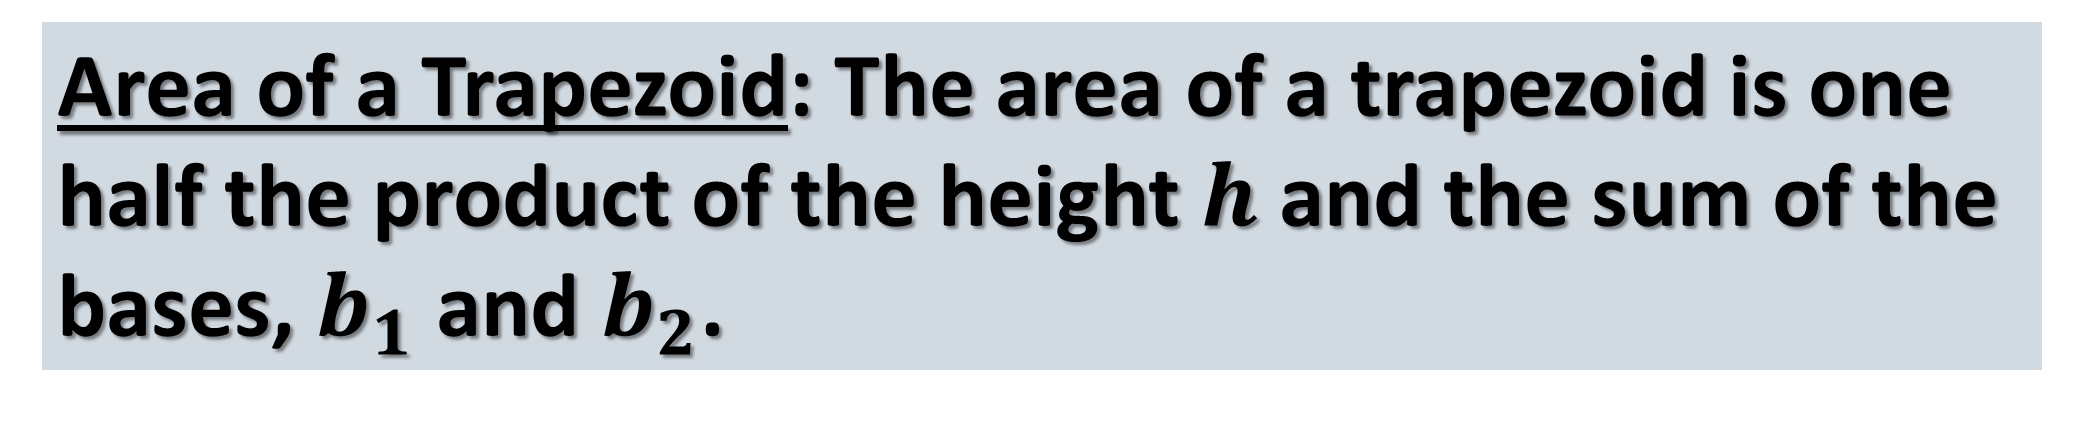 Area of a Trapezoid: The area of a trapezoid is one
half the product of the height h and the sum of the
bases, b₁ and b₂.